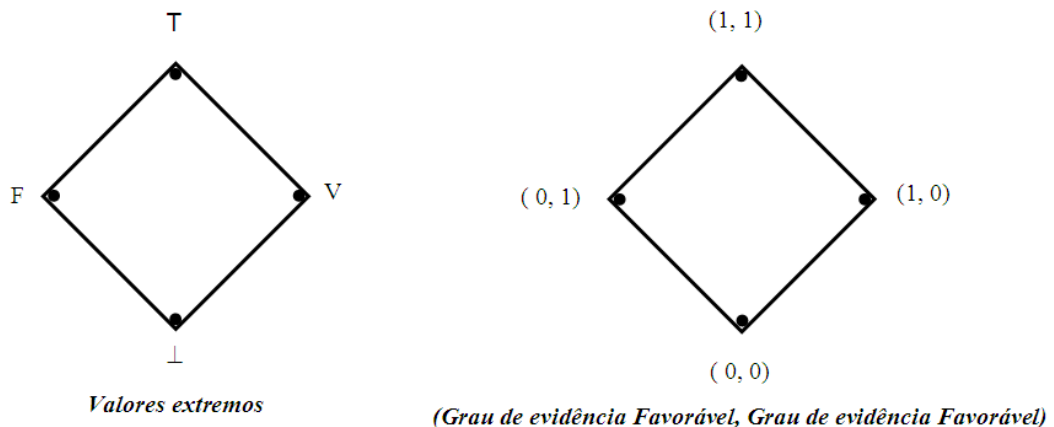 T
F
V
⊥
Valores extremos
(1, 1)
( 0, 1)
(1, 0)
( 0, 0)
(Grau de evidência Favorável, Grau de evidência Favorável)